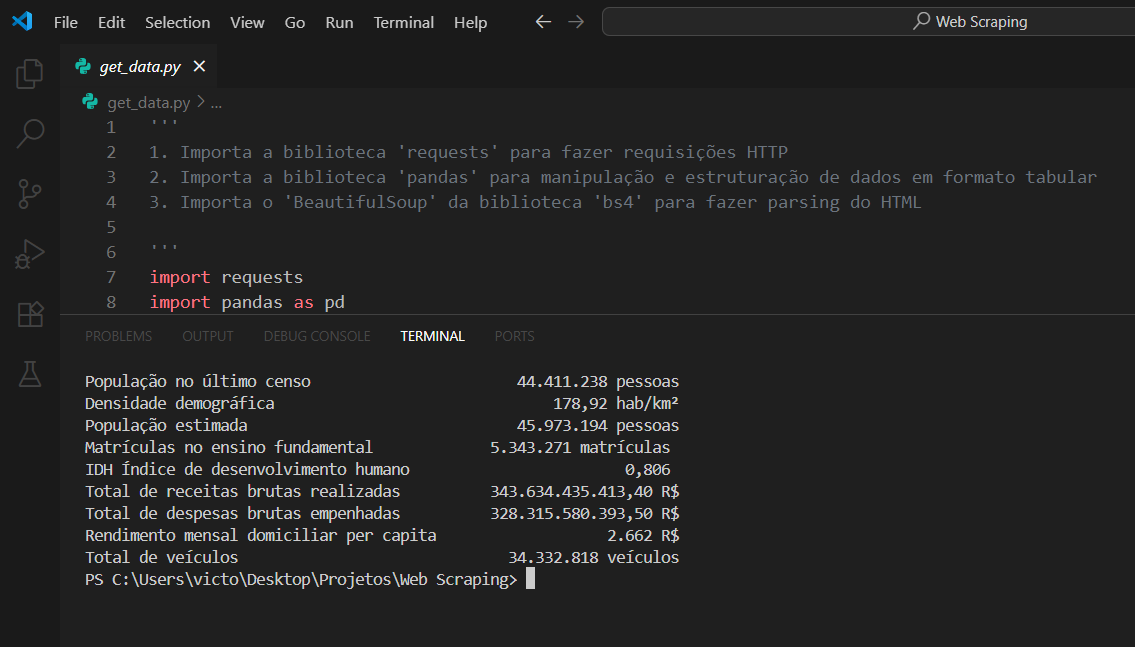 File Edit Selection View Go Run Terminal Help Web Scraping
get_data.py
get_data.py > ...
1 '''
2 1. Importa a biblioteca 'requests' para fazer requisições HTTP
3 2. Importa a biblioteca 'pandas' para manipulação e estruturação de dados em formato tabular
4 3. Importa o 'BeautifulSoup' da biblioteca 'bs4' para fazer parsing do HTML
5
6 '''
7 import requests
8 import pandas as pd
PROBLEMS OUTPUT DEBUG CONSOLE TERMINAL PORTS
População no último censo 44.411.238 pessoas
Densidade demográfica 178,92 hab/km²
População estimada 45.973.194 pessoas
Matrículas no ensino fundamental 5.343.271 matrículas
IDH Índice de desenvolvimento humano 0,806
Total de receitas brutas realizadas 343.634.435.413,40 R$
Total de despesas brutas empenhadas 328.315.580.393,50 R$
Rendimento mensal domiciliar per capita 2.662 R$
Total de veículos 34.332.818 veículos
PS C:\Users\victo\Desktop\Projetos\Web Scraping>